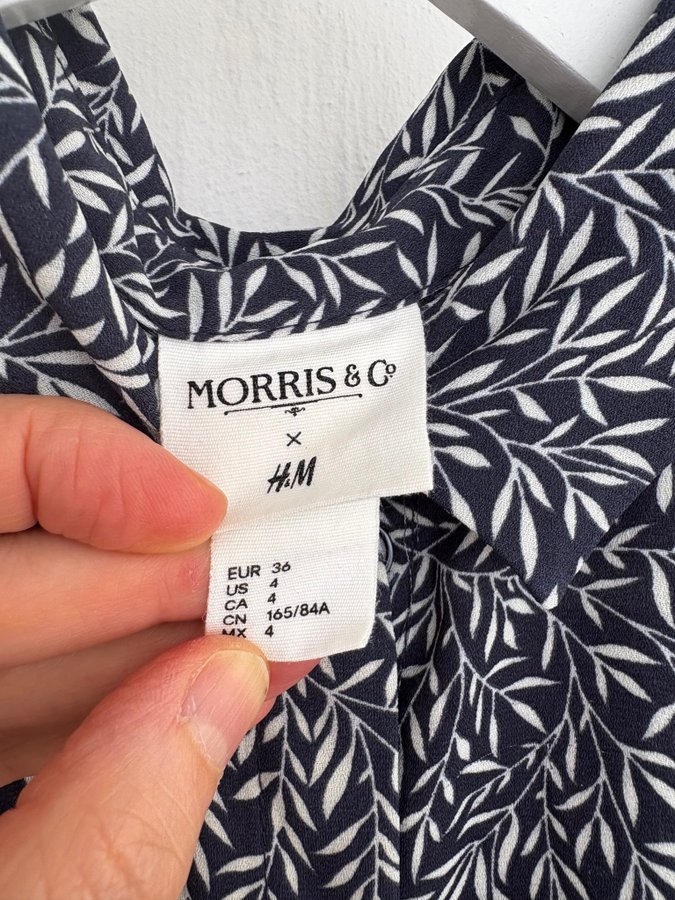 MORRIS & Co
×
H&M
EUR 36
US 4
CA 4
CN 165/84A
MX 4